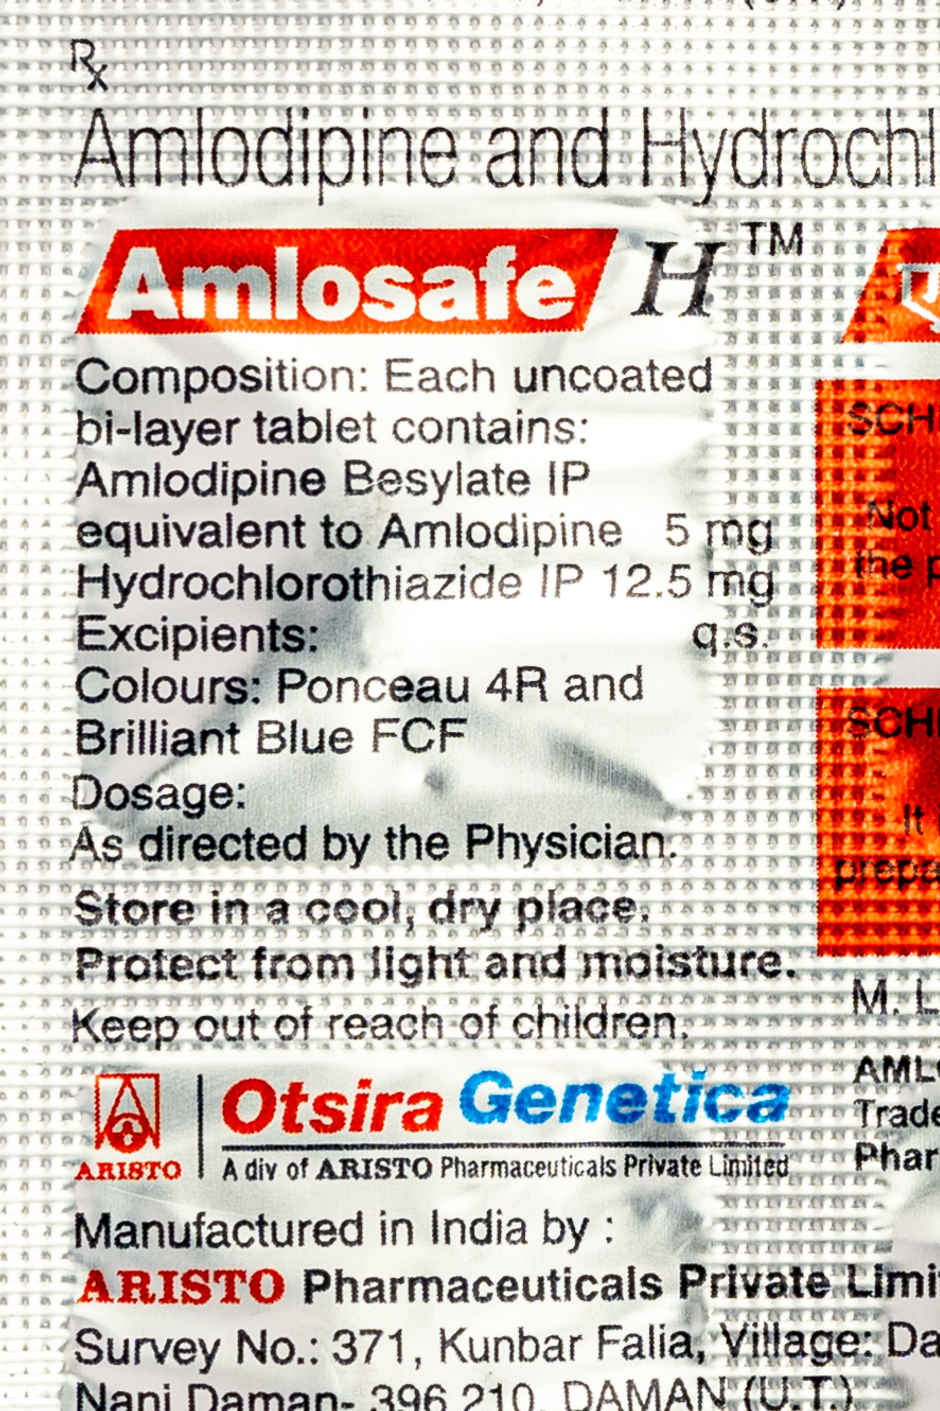 Rx
Amlodipine and Hydrochl
Amlosafe H TM
Composition: Each uncoated
bi-layer tablet contains:
Amlodipine Besylate IP
equivalent to Amlodipine 5 mg
Hydrochlorothiazide IP 12.5 mg
Excipients: q.s.
Colours: Ponceau 4R and
Brilliant Blue FCF
Dosage:
As directed by the Physician.
Store in a cool, dry place.
Protect from light and moisture.
Keep out of reach of children.
ARISTO
Otsira Genetica
A div of ARISTO Pharmaceuticals Private Limited
Manufactured in India by :
ARISTO Pharmaceuticals Private Limi
Survey No.: 371, Kunbar Falia, Village: Da
Nani Daman- 396 210, DAMAN (U.T.)
ए
SCH
Not
the p
SCH
It
prepa
M. L
AML
Trade
Phar